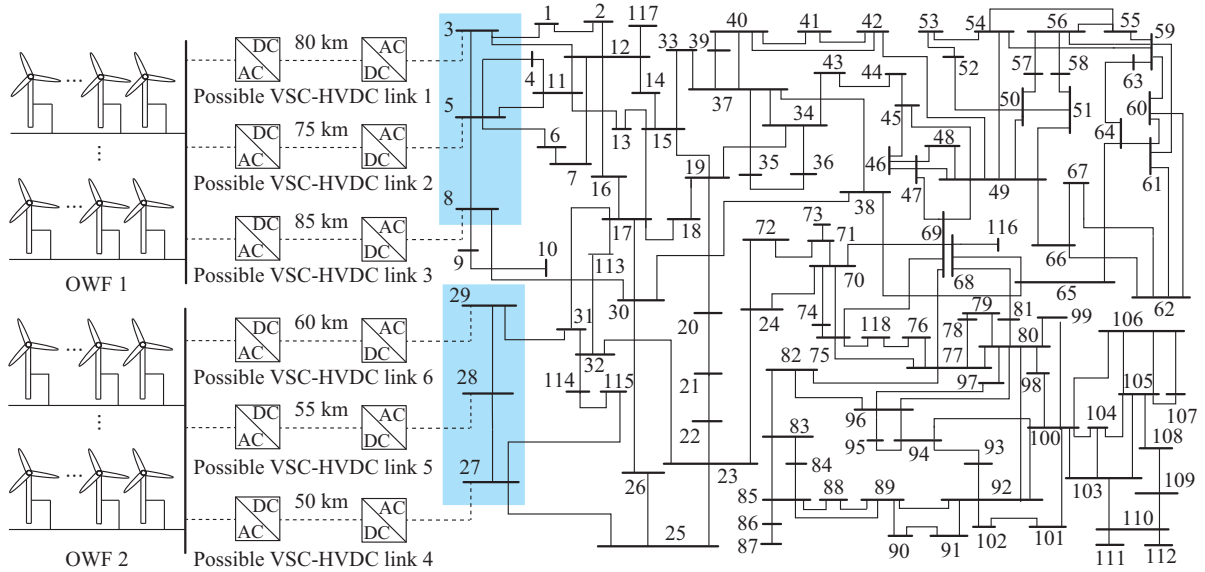 3 1 2 117 12 33 39 40 41 42 53 54 56 55 59
DC AC 80 km AC DC
Possible VSC-HVDC link 1
4 11 14 37 43 44 52 57 58 63
5 6 13 15 34 45 50 51 60
DC AC 75 km AC DC
Possible VSC-HVDC link 2
7 16 19 35 36 46 47 48 49 64 61 67
8 17 18 38 72 73 71 69 116 66
DC AC 85 km AC DC
Possible VSC-HVDC link 3
OWF 1
9 10 113 30 70 68 65 62
29 31 20 24 74 75 118 76 79 78 81 80 99 106
DC AC 60 km AC DC
Possible VSC-HVDC link 6
28 32 114 115 21 82 77 97 98 105 107
DC AC 55 km AC DC
Possible VSC-HVDC link 5
22 83 96 95 94 93 100 104 108
27 26 23 84 85 88 89 92 103 109
DC AC 50 km AC DC
Possible VSC-HVDC link 4
OWF 2
25 86 87 90 91 102 101 110 111 112